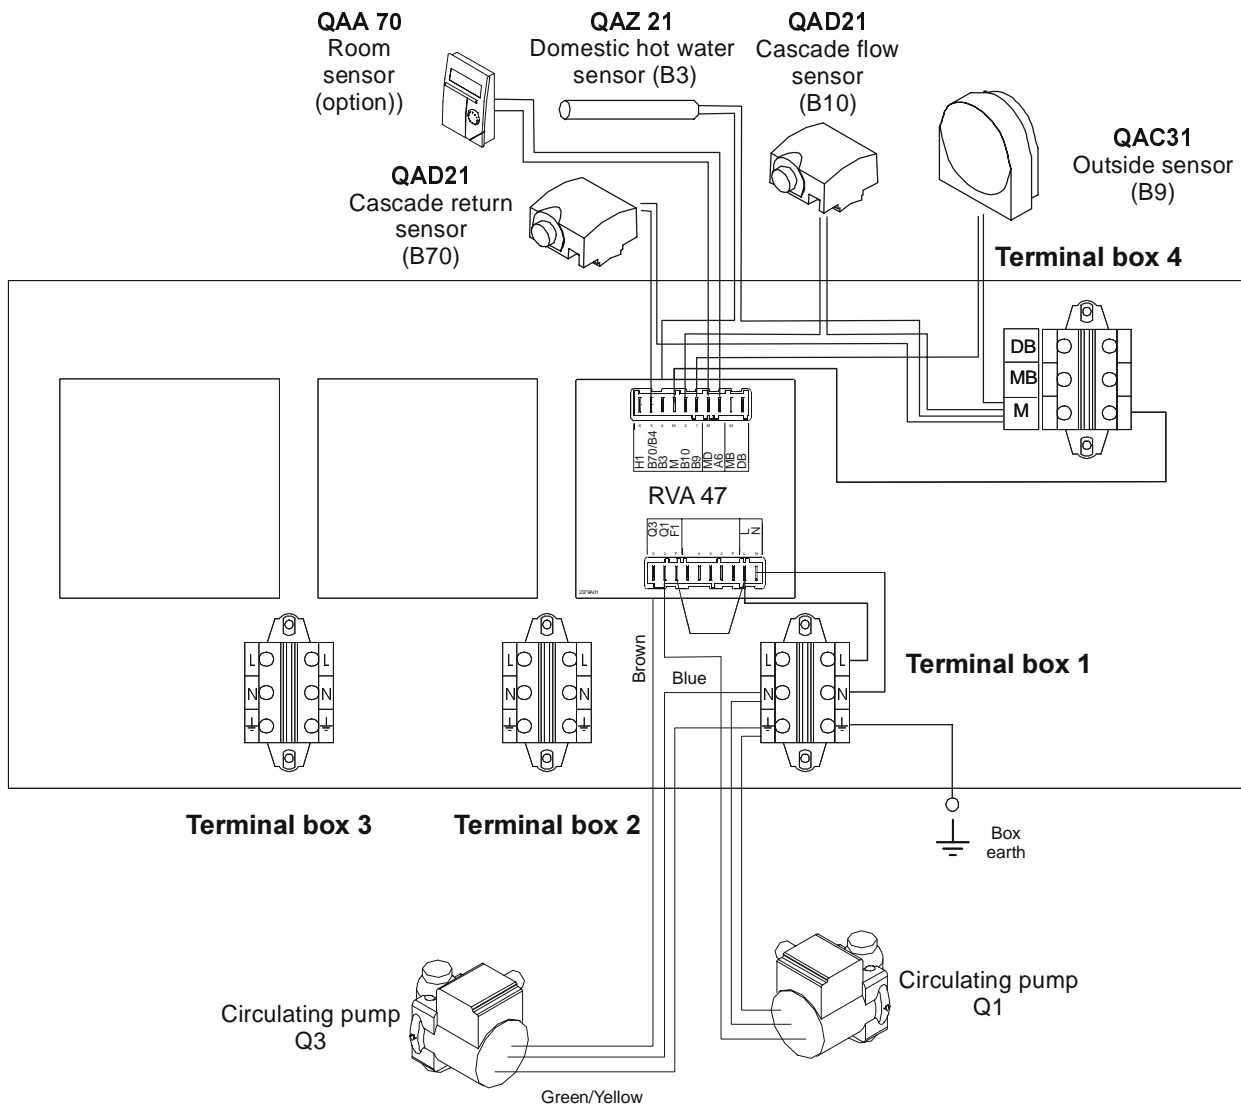 QAA 70
Room
sensor
(option))
QAZ 21
Domestic hot water
sensor (B3)
QAD21
Cascade flow
sensor
(B10)
QAC31
Outside sensor
(B9)
QAD21
Cascade return
sensor
(B70)
Terminal box 4
DB
MB
M
H1
B70/B4
B3
M
B10
B9
MD
A6
MB
DB
RVA 47
Q3
Q1
F1
L
N
2379A01
Brown
Blue
L
L
N
N
L
L
N
N
L
L
N
N
Terminal box 1
Terminal box 3
Terminal box 2
Box
earth
Circulating pump
Q3
Circulating pump
Q1
Green/Yellow